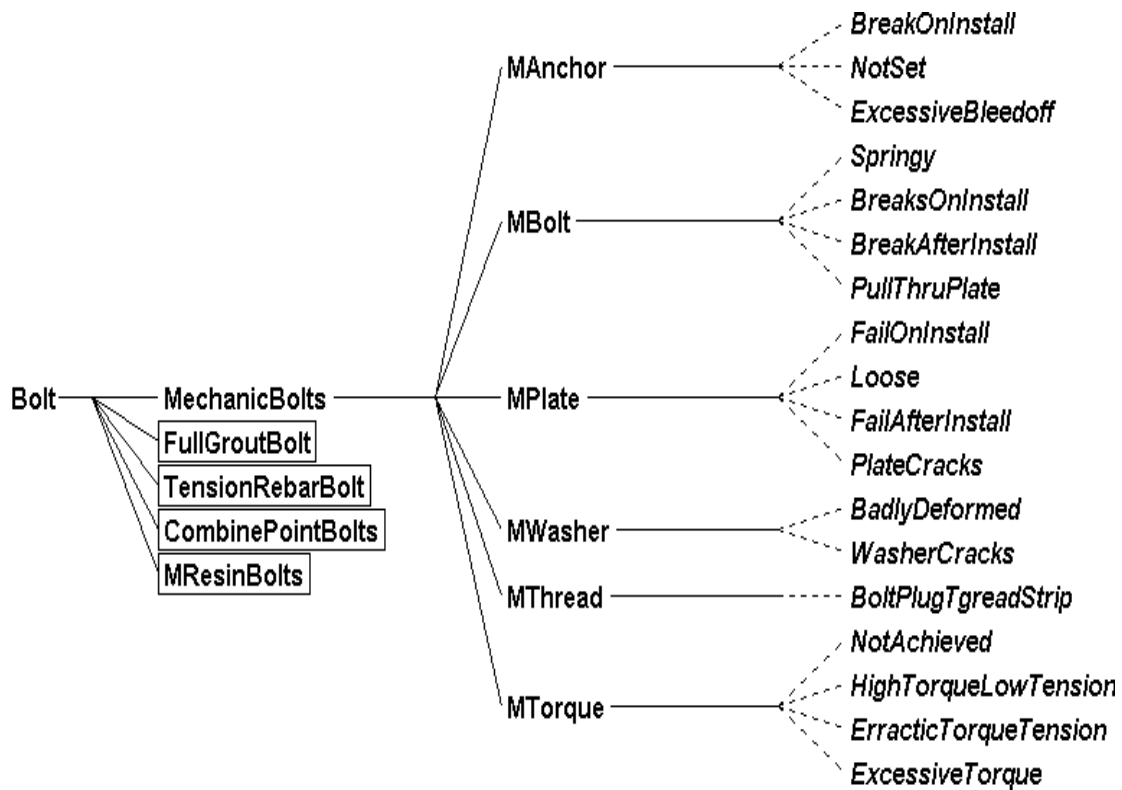 BreakOnInstall
MAnchor
NotSet
ExcessiveBleedoff
Springy
BreaksOnInstall
MBolt
BreakAfterInstall
PullThruPlate
FailOnInstall
Loose
Bolt
MechanicBolts
MPlate
FailAfterInstall
FullGroutBolt
PlateCracks
TensionRebarBolt
BadlyDeformed
CombinePointBolts
MWasher
WasherCracks
MResinBolts
MThread
BoltPlugTgreadStrip
NotAchieved
HighTorqueLowTension
MTorque
ErracticTorqueTension
ExcessiveTorque